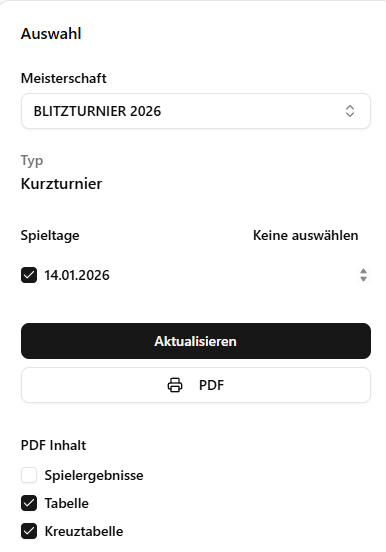 Auswahl
Meisterschaft
BLITZTURNIER 2026
Typ
Kurzturnier
Spieltage Keine auswählen
14.01.2026
Aktualisieren
PDF
PDF Inhalt
Spielergebnisse
Tabelle
Kreuztabelle